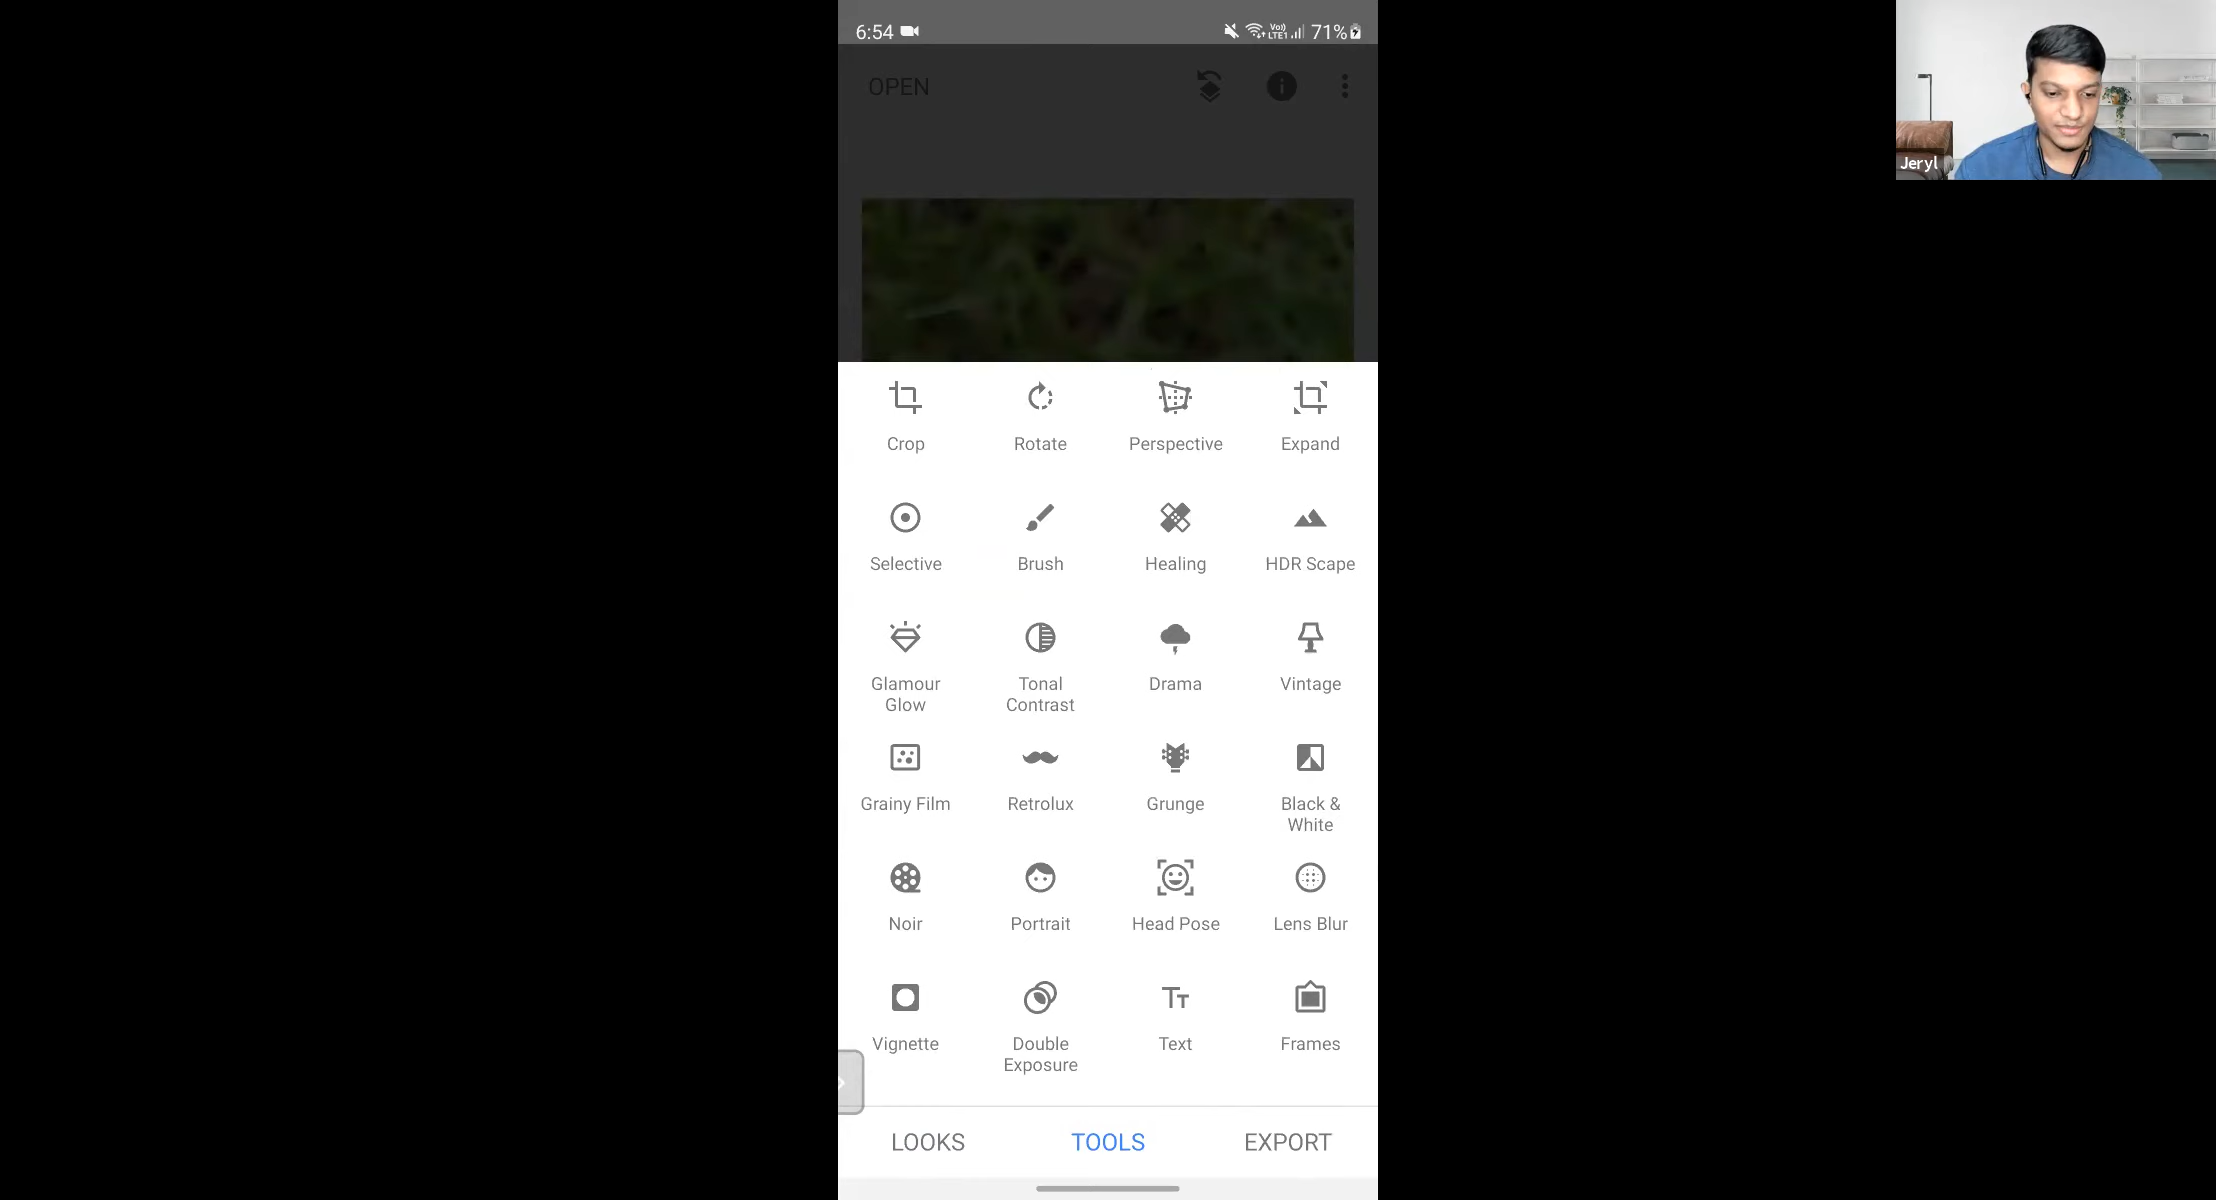 6:54
Vo))
LTE1
71%
OPEN
Jeryl
Crop
Rotate
Perspective
Expand
Selective
Brush
Healing
HDR Scape
Glamour
Glow
Tonal
Contrast
Drama
Vintage
Grainy Film
Retrolux
Grunge
Black &
White
Noir
Portrait
Head Pose
Lens Blur
Vignette
Double
Exposure
Text
Frames
LOOKS
TOOLS
EXPORT